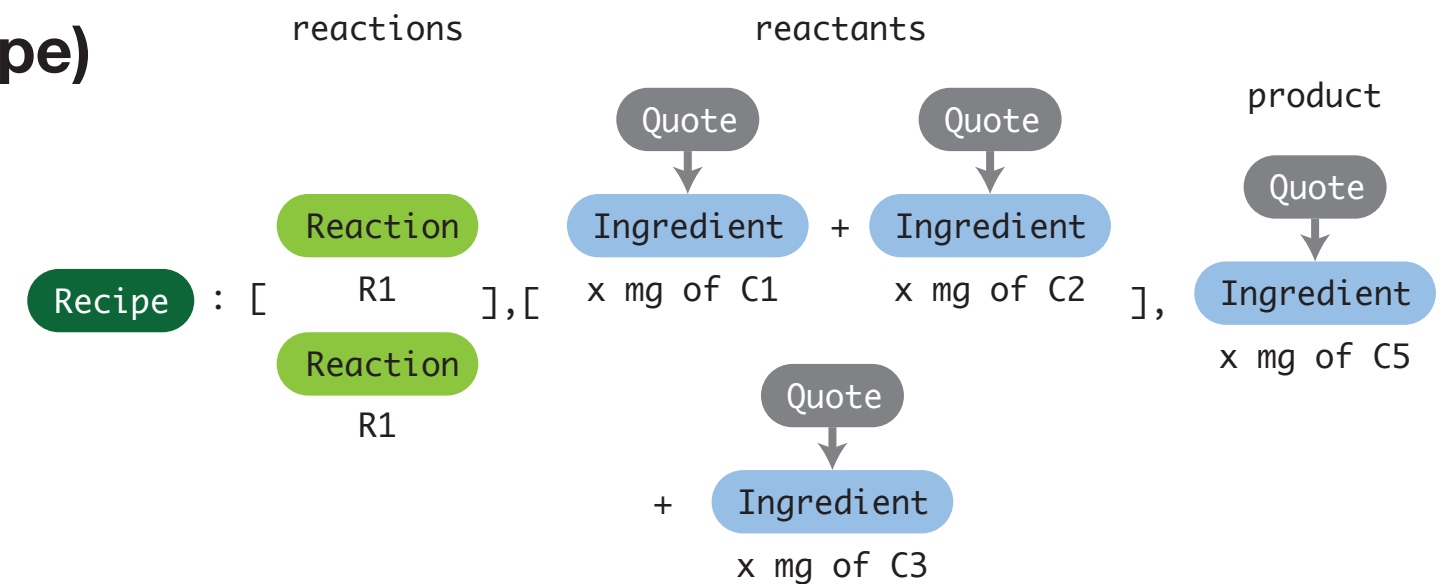 pe)
reactions
reactants
product
Quote
Quote
Quote
Reaction
Ingredient + Ingredient
Recipe : [ R1 ],[ x mg of C1 x mg of C2 ], Ingredient
Reaction
x mg of C5
R1
Quote
+ Ingredient
x mg of C3